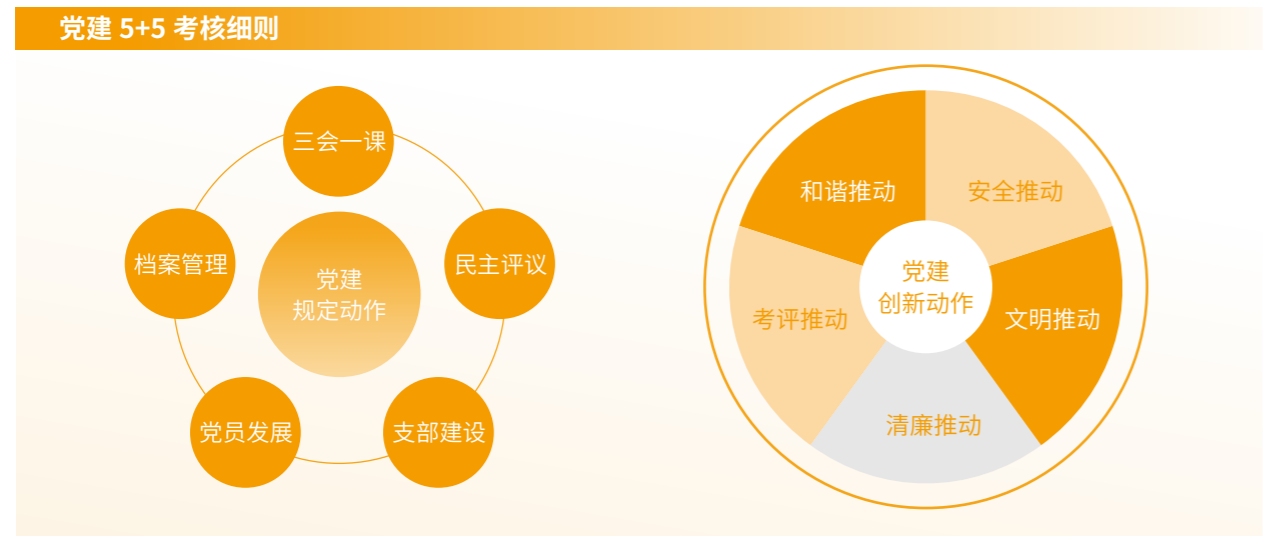 党建 5+5 考核细则
三会一课
档案管理
民主评议
党建
规定动作
党员发展
支部建设
和谐推动
安全推动
党建
创新动作
考评推动
文明推动
清廉推动